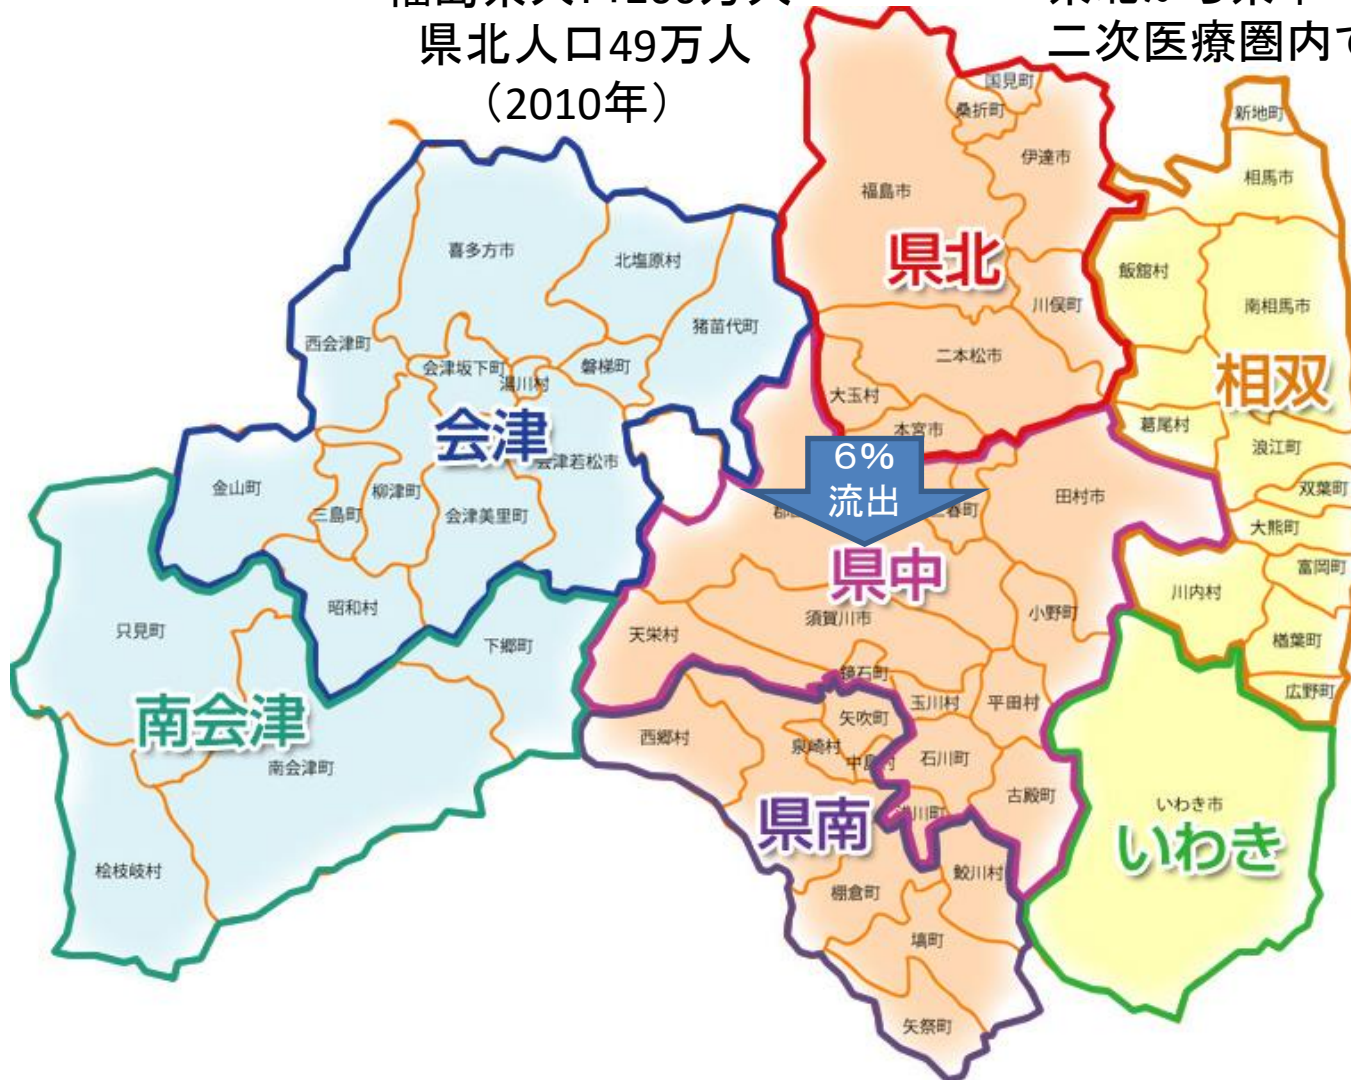 県北人口49万人
(2010年)
二次医療圏内で
国見町
桑折町
新地町
伊達市
相馬市
福島市
県北
喜多方市
北塩原村
飯舘村
川俣町
南相馬市
猪苗代町
西会津町
二本松市
会津坂下町
湯川村
磐梯町
相双
大玉村
葛尾村
本宮市
会津
浪江町
6%
流出
会津若松市
金山町
柳津町
双葉町
田村市
三島町
会津美里町
大熊町
県中
富岡町
川内村
昭和村
小野町
須賀川市
只見町
天栄村
楢葉町
下郷町
鏡石町
広野町
玉川村
平田村
南会津
矢吹町
西郷村
泉崎村
石川町
南会津町
中島村
古殿町
いわき市
県南
いわき
桧枝岐村
鮫川村
棚倉町
塙町
矢祭町